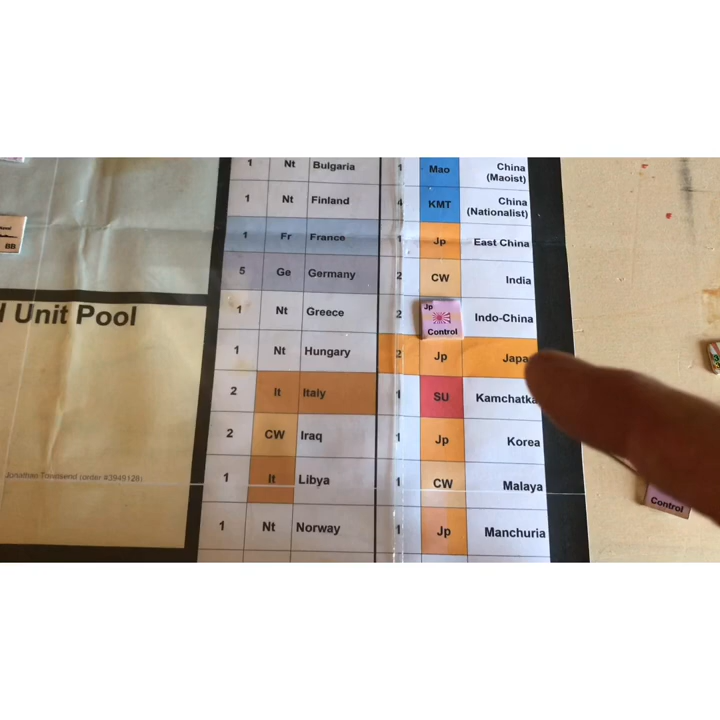 BB
Unit Pool
1 Nt Bulgaria
1 Nt Finland
1 Fr France
5 Ge Germany
1 Nt Greece
1 Nt Hungary
2 It Italy
2 CW Iraq
1 It Libya
1 Nt Norway
1 Mao China
(Maoist)
4 KMT China
(Nationalist)
1 Jp East China
2 CW India
2 Indo-China
Jp
Control
2 Jp Japa
1 SU Kamchatka
1 Jp Korea
1 CW Malaya
1 Jp Manchuria
Control
Jonathan Townsend (order #3949128)